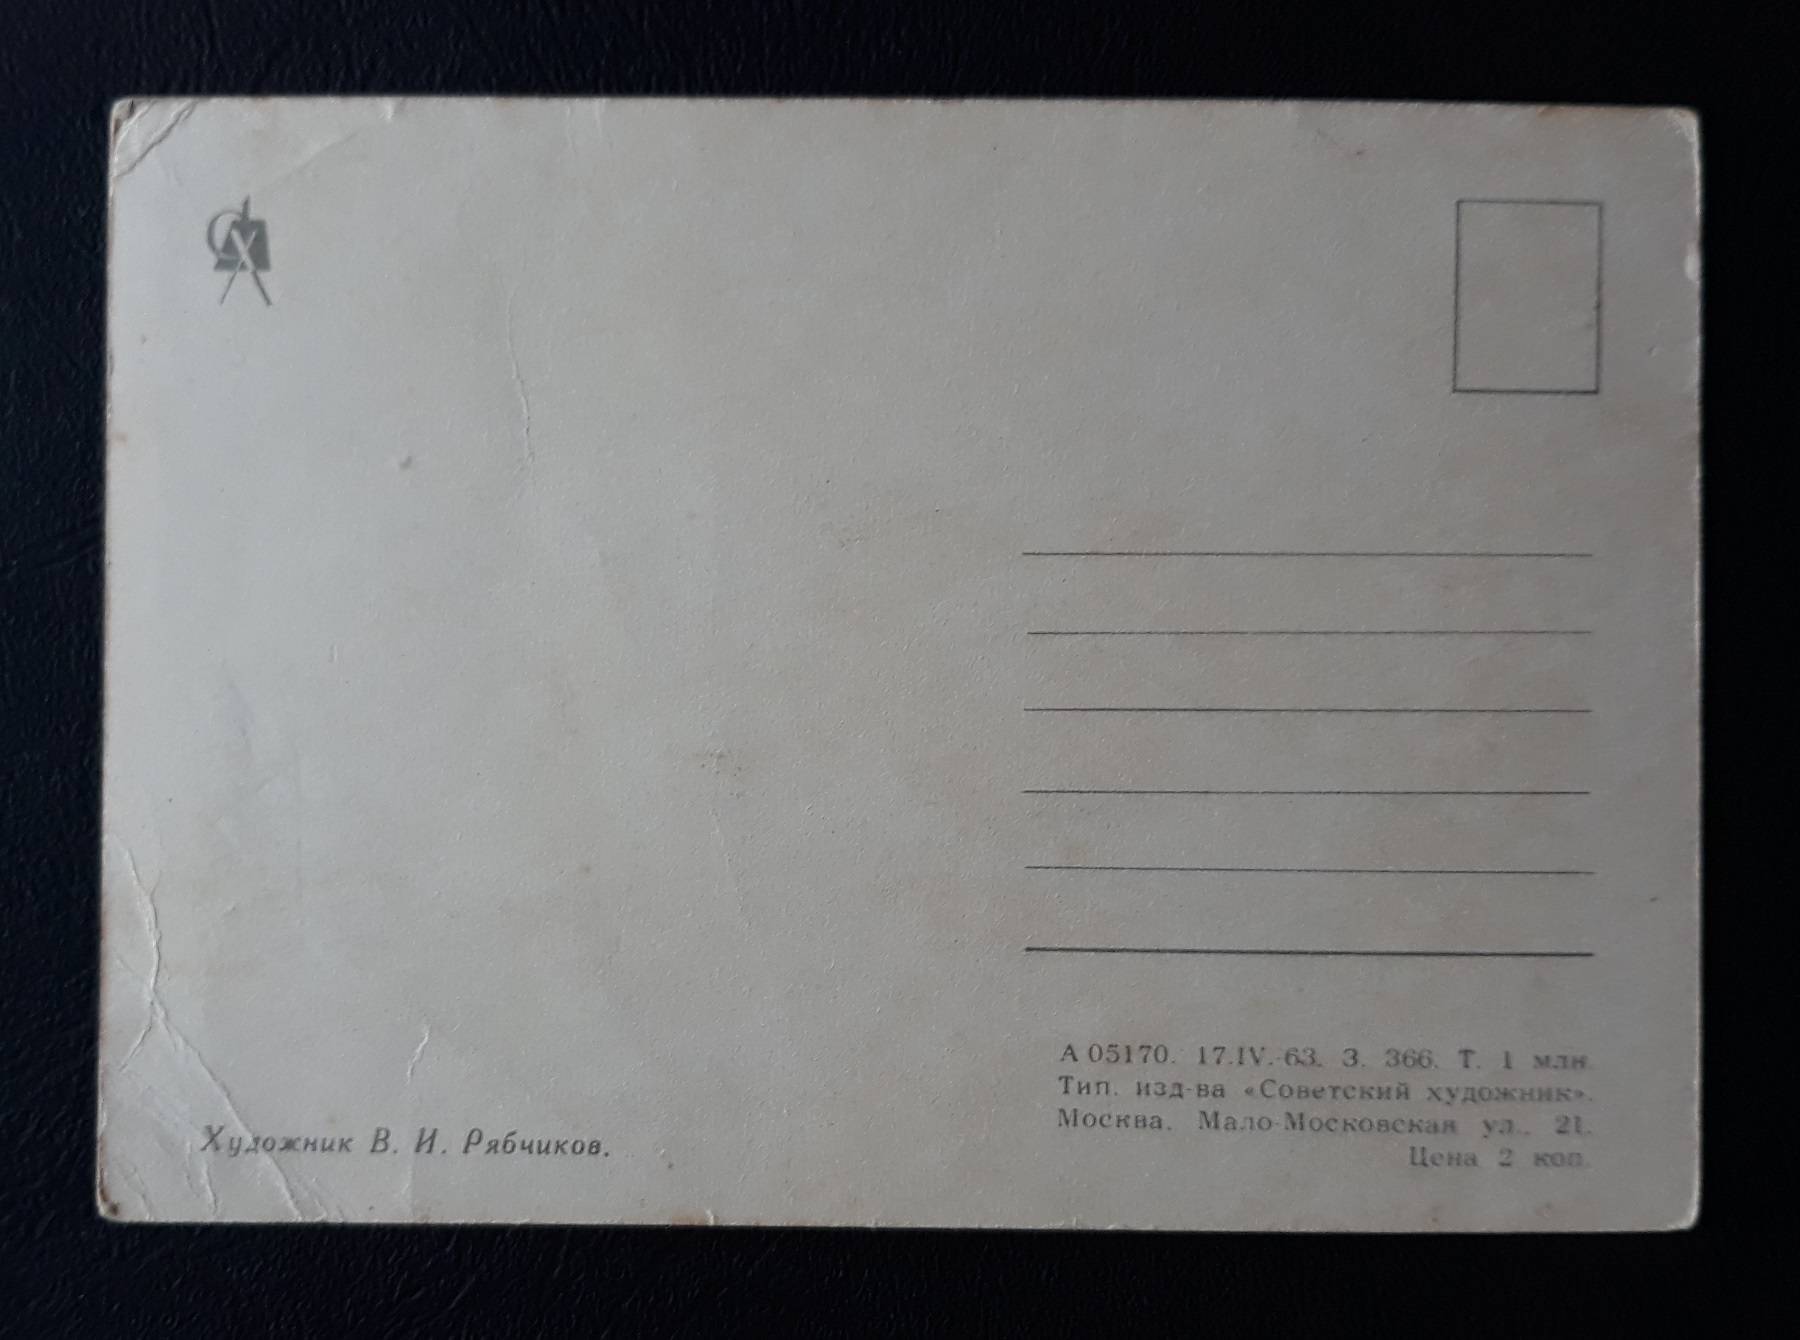 СХ
Художник В. И. Рябчиков.
А 05170. 17.IV.-63. З. 366. Т. 1 млн.
Тип. изд-ва «Советский художник».
Москва. Мало-Московская ул., 21.
Цена 2 коп.